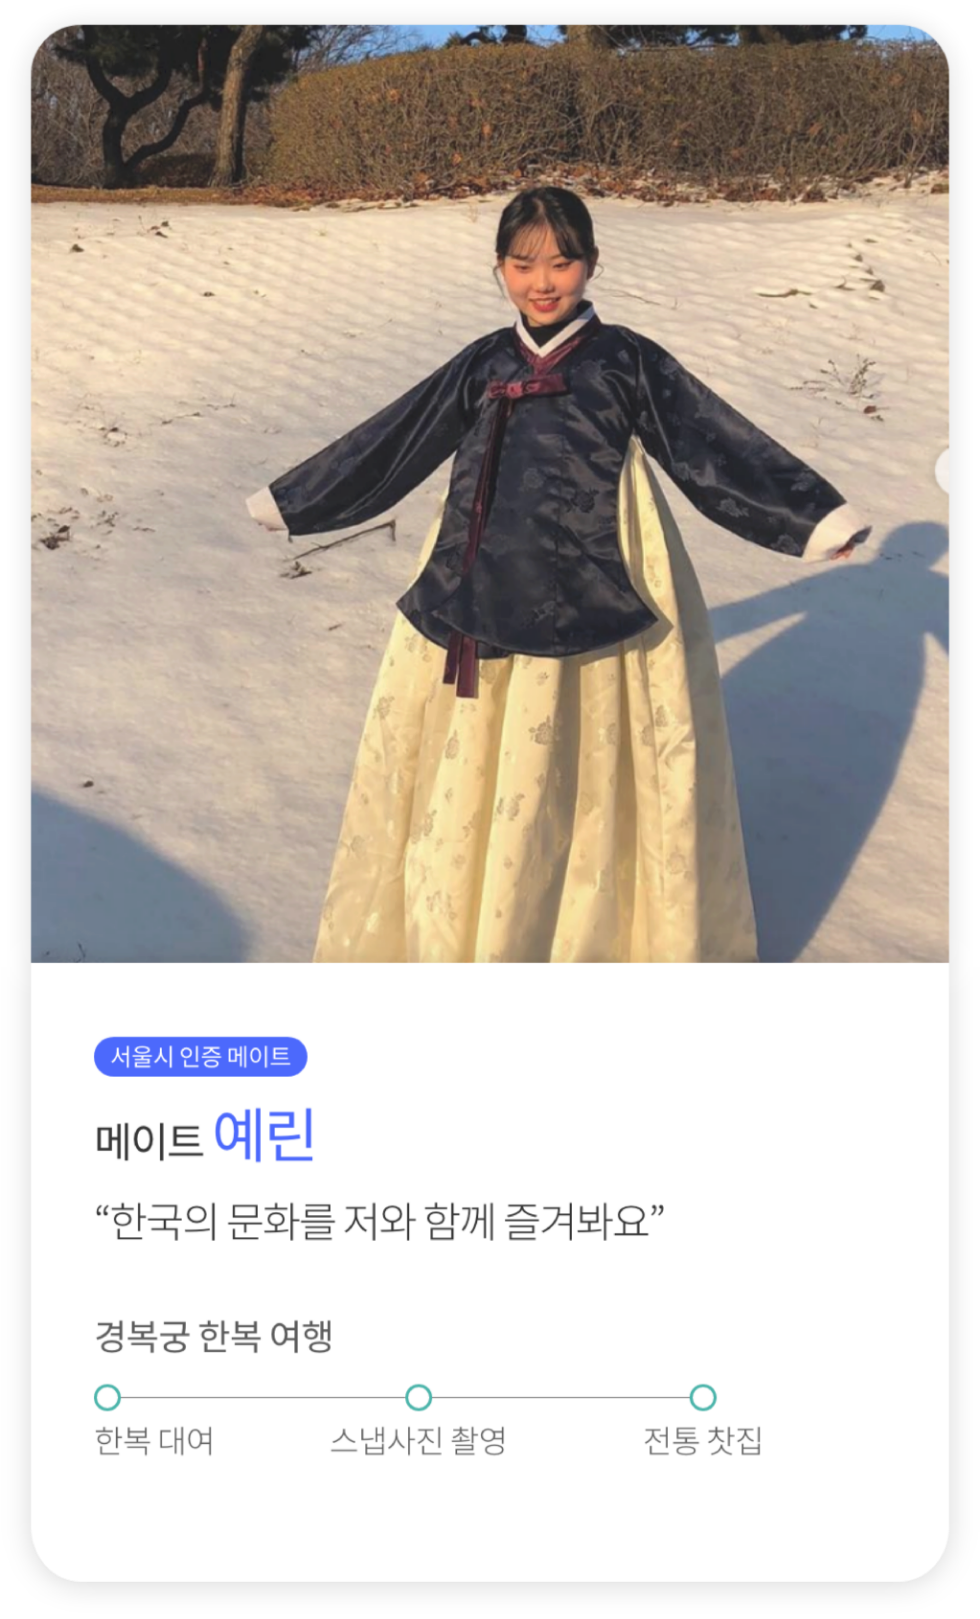 서울시 인증 메이트
메이트 예린
“한국의 문화를 저와 함께 즐겨봐요”
경복궁 한복 여행
한복 대여 스냅사진 촬영 전통 찻집